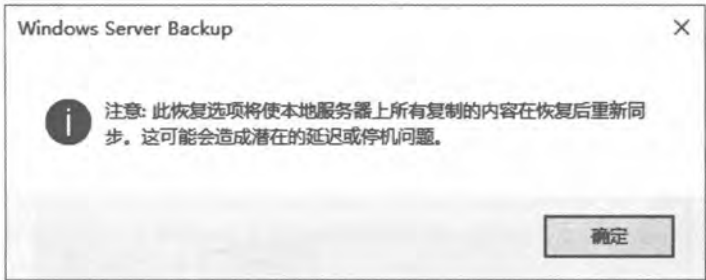 Windows Server Backup
注意: 此恢复选项将使本地服务器上所有复制的内容在恢复后重新同
步。这可能会造成潜在的延迟或停机问题。
确定